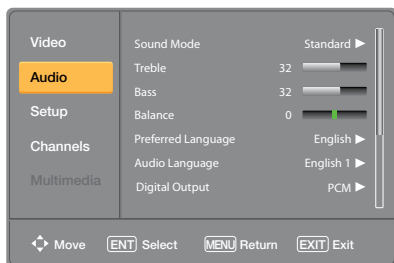 Video
Audio
Setup
Channels
Multimedia
Sound Mode Standard ▶
Treble 32
Bass 32
Balance 0
Preferred Language English ▶
Audio Language English 1 ▶
Digital Output PCM ▶
Move ENT Select MENU Return EXIT Exit